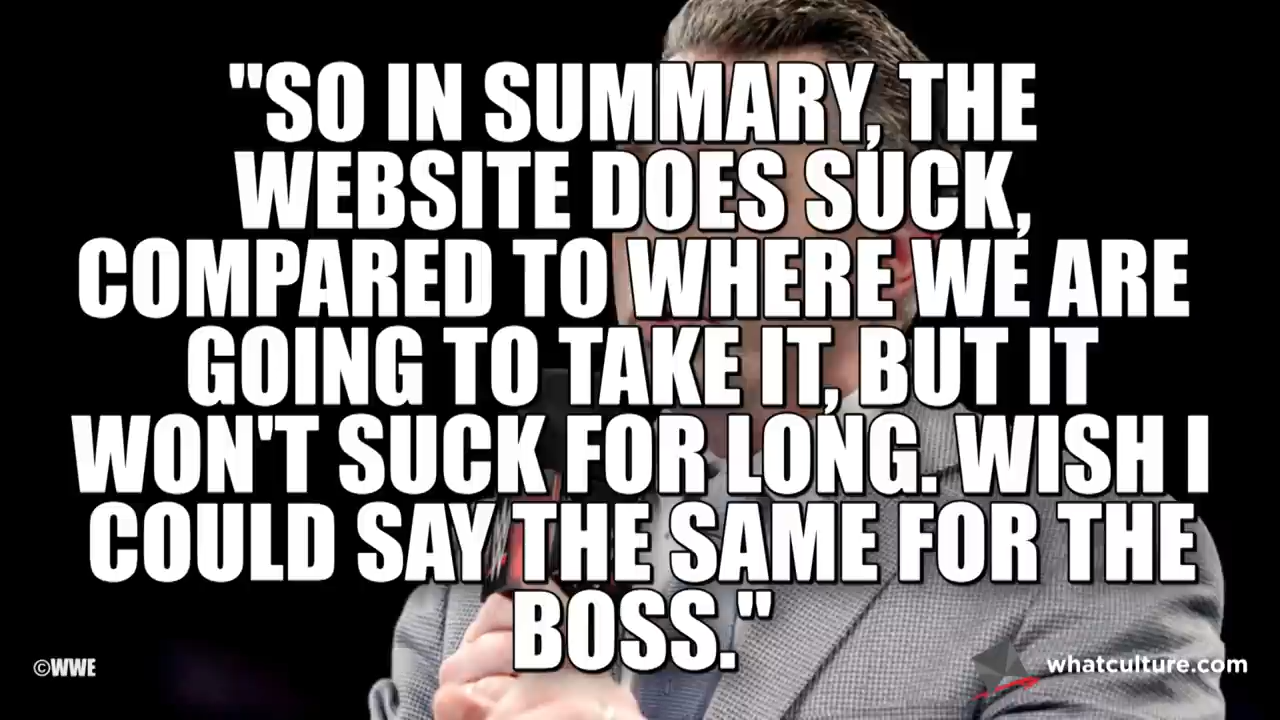 "SO IN SUMMARY, THE
WEBSITE DOES SUCK,
COMPARED TO WHERE WE ARE
GOING TO TAKE IT, BUT IT
WON'T SUCK FOR LONG. WISH I
COULD SAY THE SAME FOR THE
BOSS."
©WWE
whatculture.com